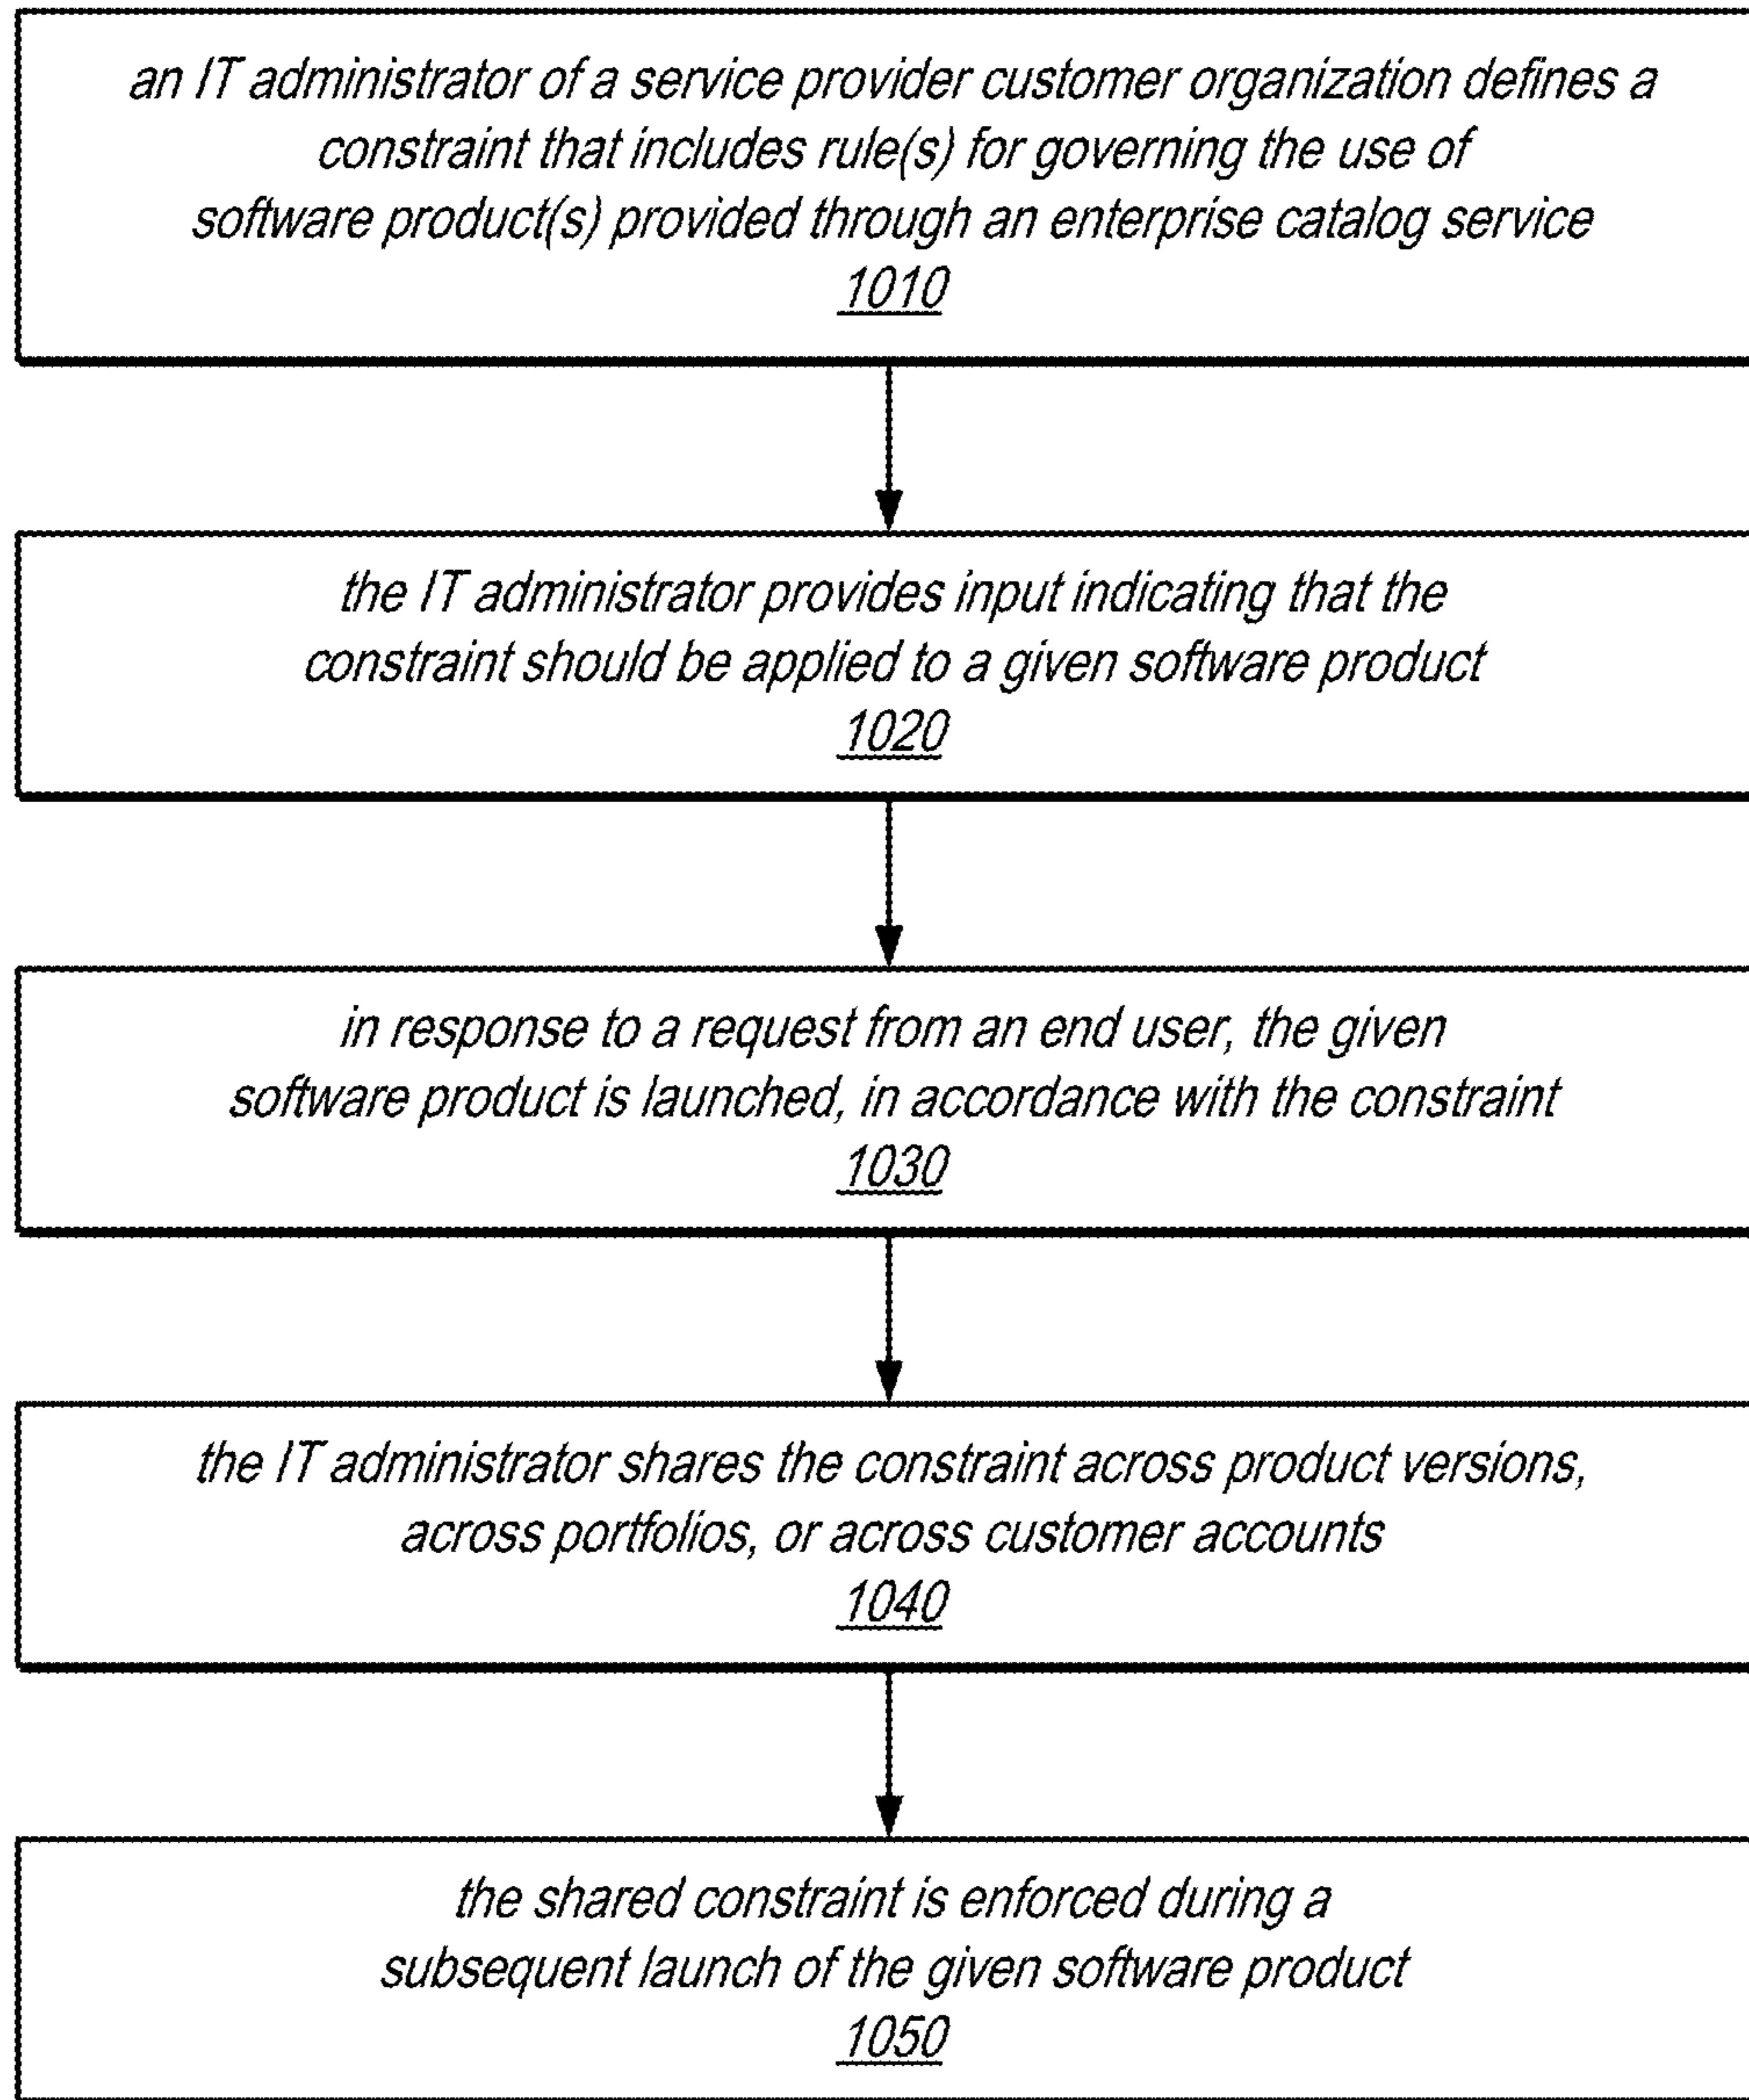 an IT administrator of a service provider customer organization defines a
constraint that includes rule(s) for governing the use of
software product(s) provided through an enterprise catalog service
1010
the IT administrator provides input indicating that the
constraint should be applied to a given software product
1020
in response to a request from an end user, the given
software product is launched, in accordance with the constraint
1030
the IT administrator shares the constraint across product versions,
across portfolios, or across customer accounts
1040
the shared constraint is enforced during a
subsequent launch of the given software product
1050